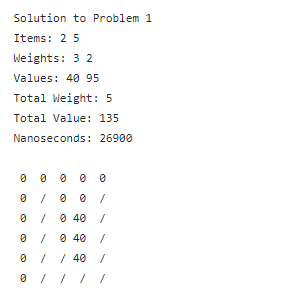 Solution to Problem 1
Items: 2 5
Weights: 3 2
Values: 40 95
Total Weight: 5
Total Value: 135
Nanoseconds: 26900
0 0 0 0 0
0 / 0 0 /
0 / 0 40 /
0 / 0 40 /
0 / / 40 /
0 / / / /